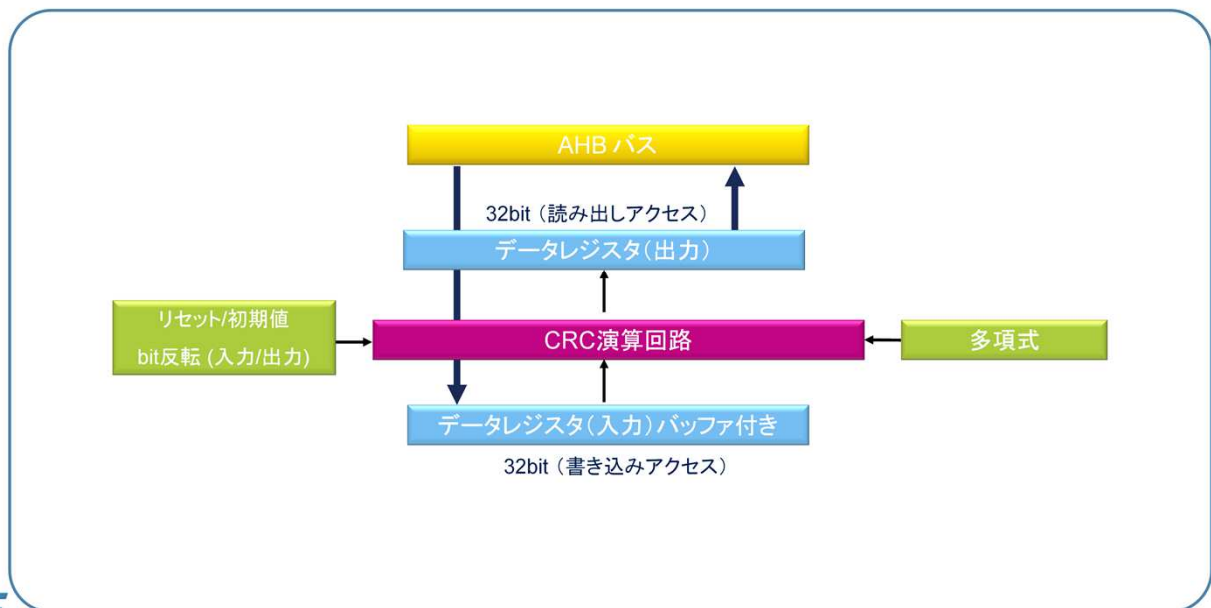 AHB バス
32bit（読み出しアクセス）
データレジスタ（出力）
リセット/初期値
bit反転 (入力/出力)
CRC演算回路
多項式
データレジスタ（入力）バッファ付き
32bit（書き込みアクセス）